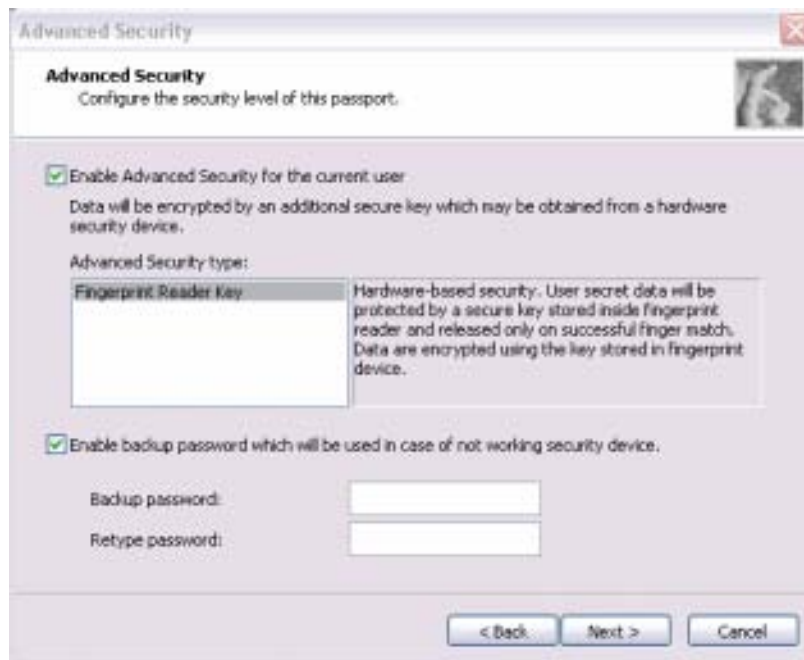 Advanced Security
Advanced Security
Configure the security level of this passport.
Enable Advanced Security for the current user
Data will be encrypted by an additional secure key which may be obtained from a hardware
security device.
Advanced Security type:
Fingerprint Reader Key
Hardware-based security. User secret data will be
protected by a secure key stored inside fingerprint
reader and released only on successful finger match.
Data are encrypted using the key stored in fingerprint
device.
Enable backup password which will be used in case of not working security device.
Backup password:
Retype password:
< Back
Next >
Cancel